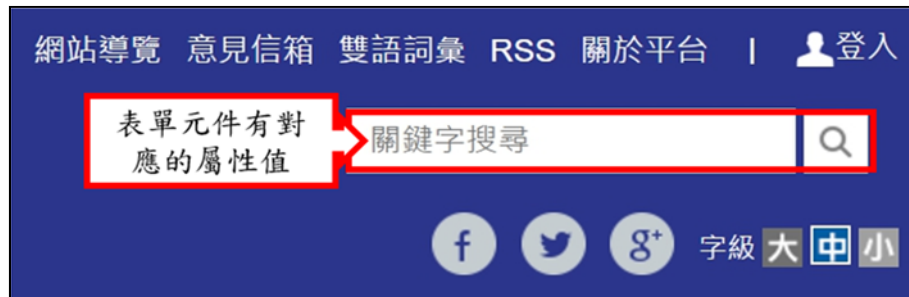 網站導覽 意見信箱 雙語詞彙 RSS 關於平台 | 登入
表單元件有對
應的屬性值
關鍵字搜尋
f g+ 字級 大 中 小